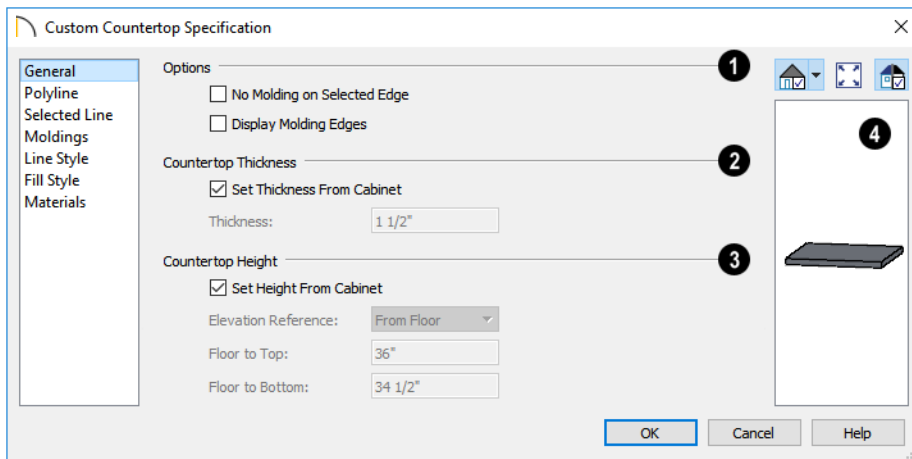 Custom Countertop Specification
General
Polyline
Selected Line
Moldings
Line Style
Fill Style
Materials
Options
1
No Molding on Selected Edge
Display Molding Edges
Countertop Thickness
2
Set Thickness From Cabinet
Thickness: 1 1/2"
Countertop Height
3
Set Height From Cabinet
Elevation Reference: From Floor
Floor to Top: 36"
Floor to Bottom: 34 1/2"
4
OK Cancel Help